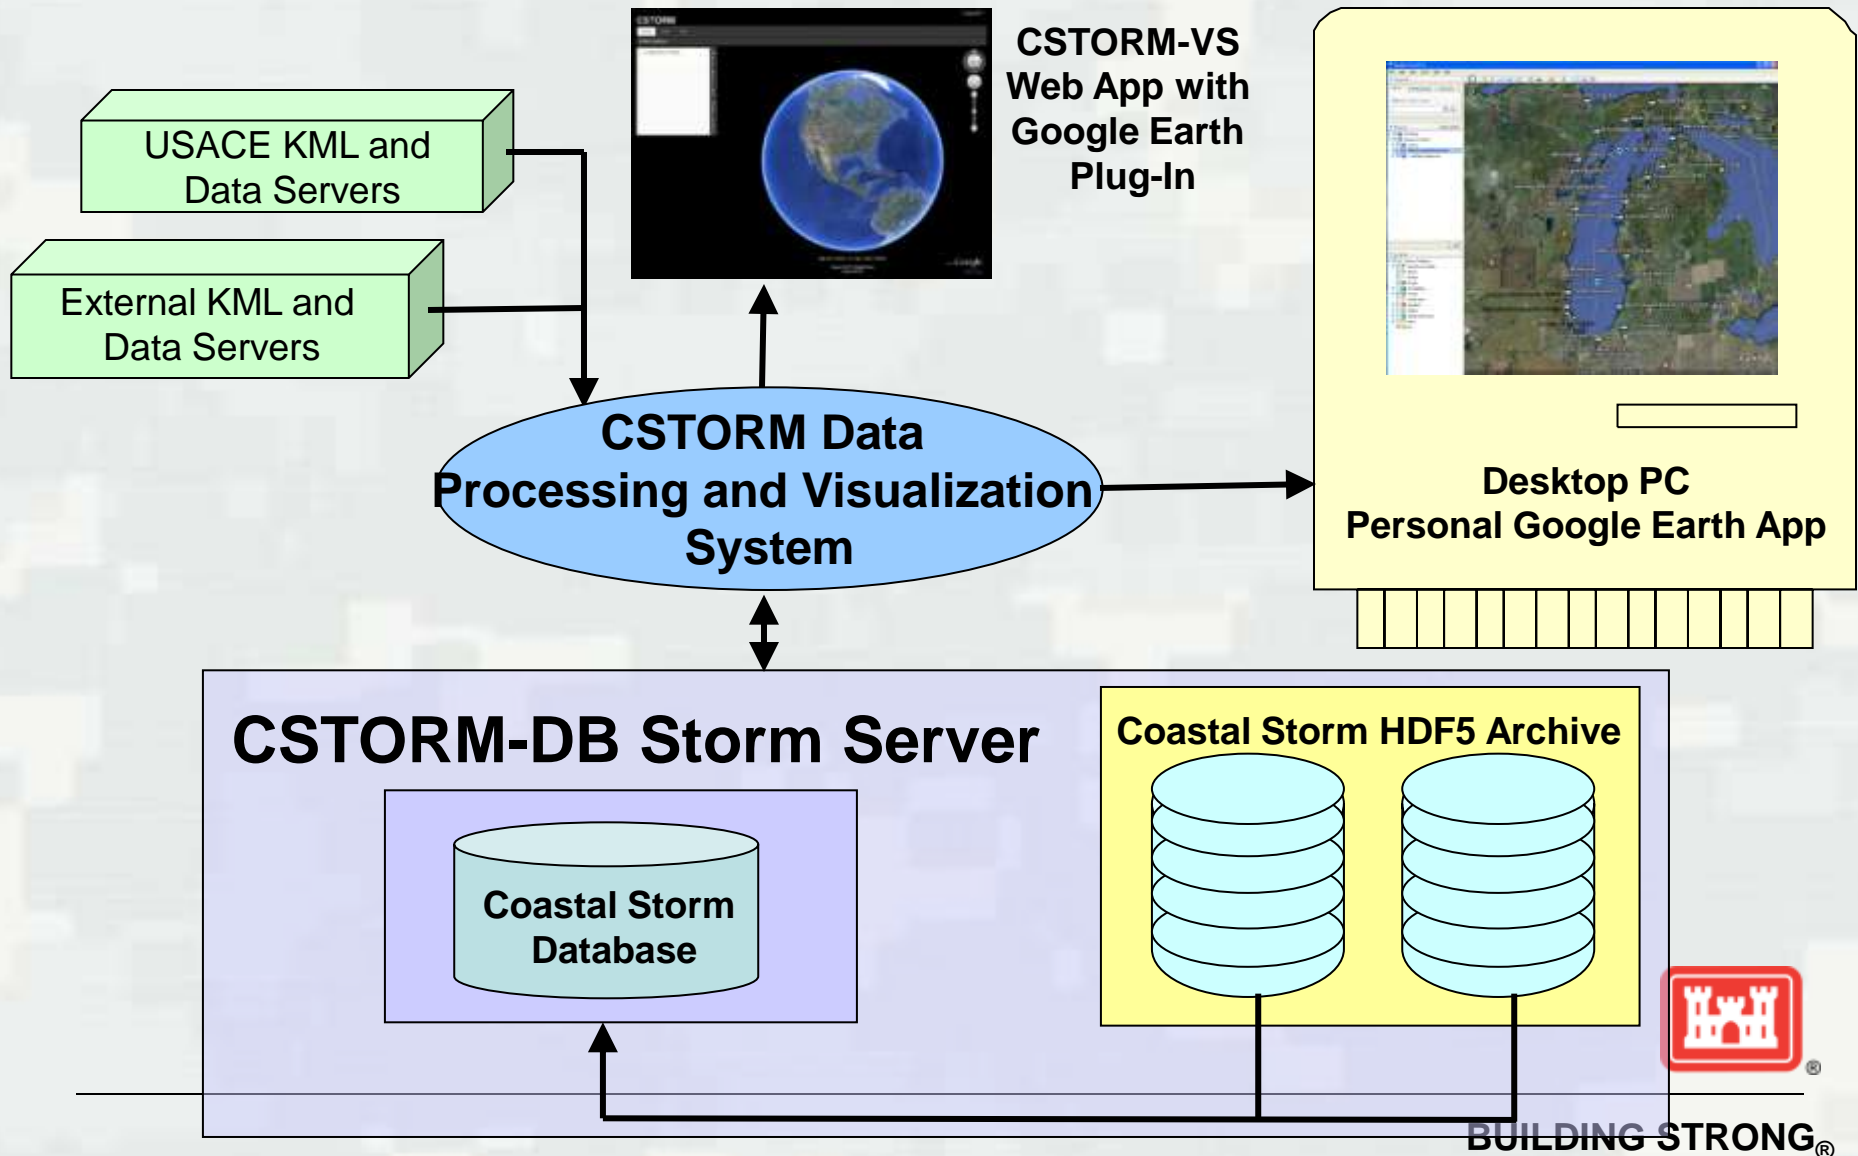 CSTORM
CSTORM-VS
Web App with
Google Earth
Plug-In
USACE KML and
Data Servers
External KML and
Data Servers
CSTORM Data
Processing and Visualization
System
Desktop PC
Personal Google Earth App
CSTORM-DB Storm Server
Coastal Storm HDF5 Archive
Coastal Storm
Database
®
BUILDING STRONG®